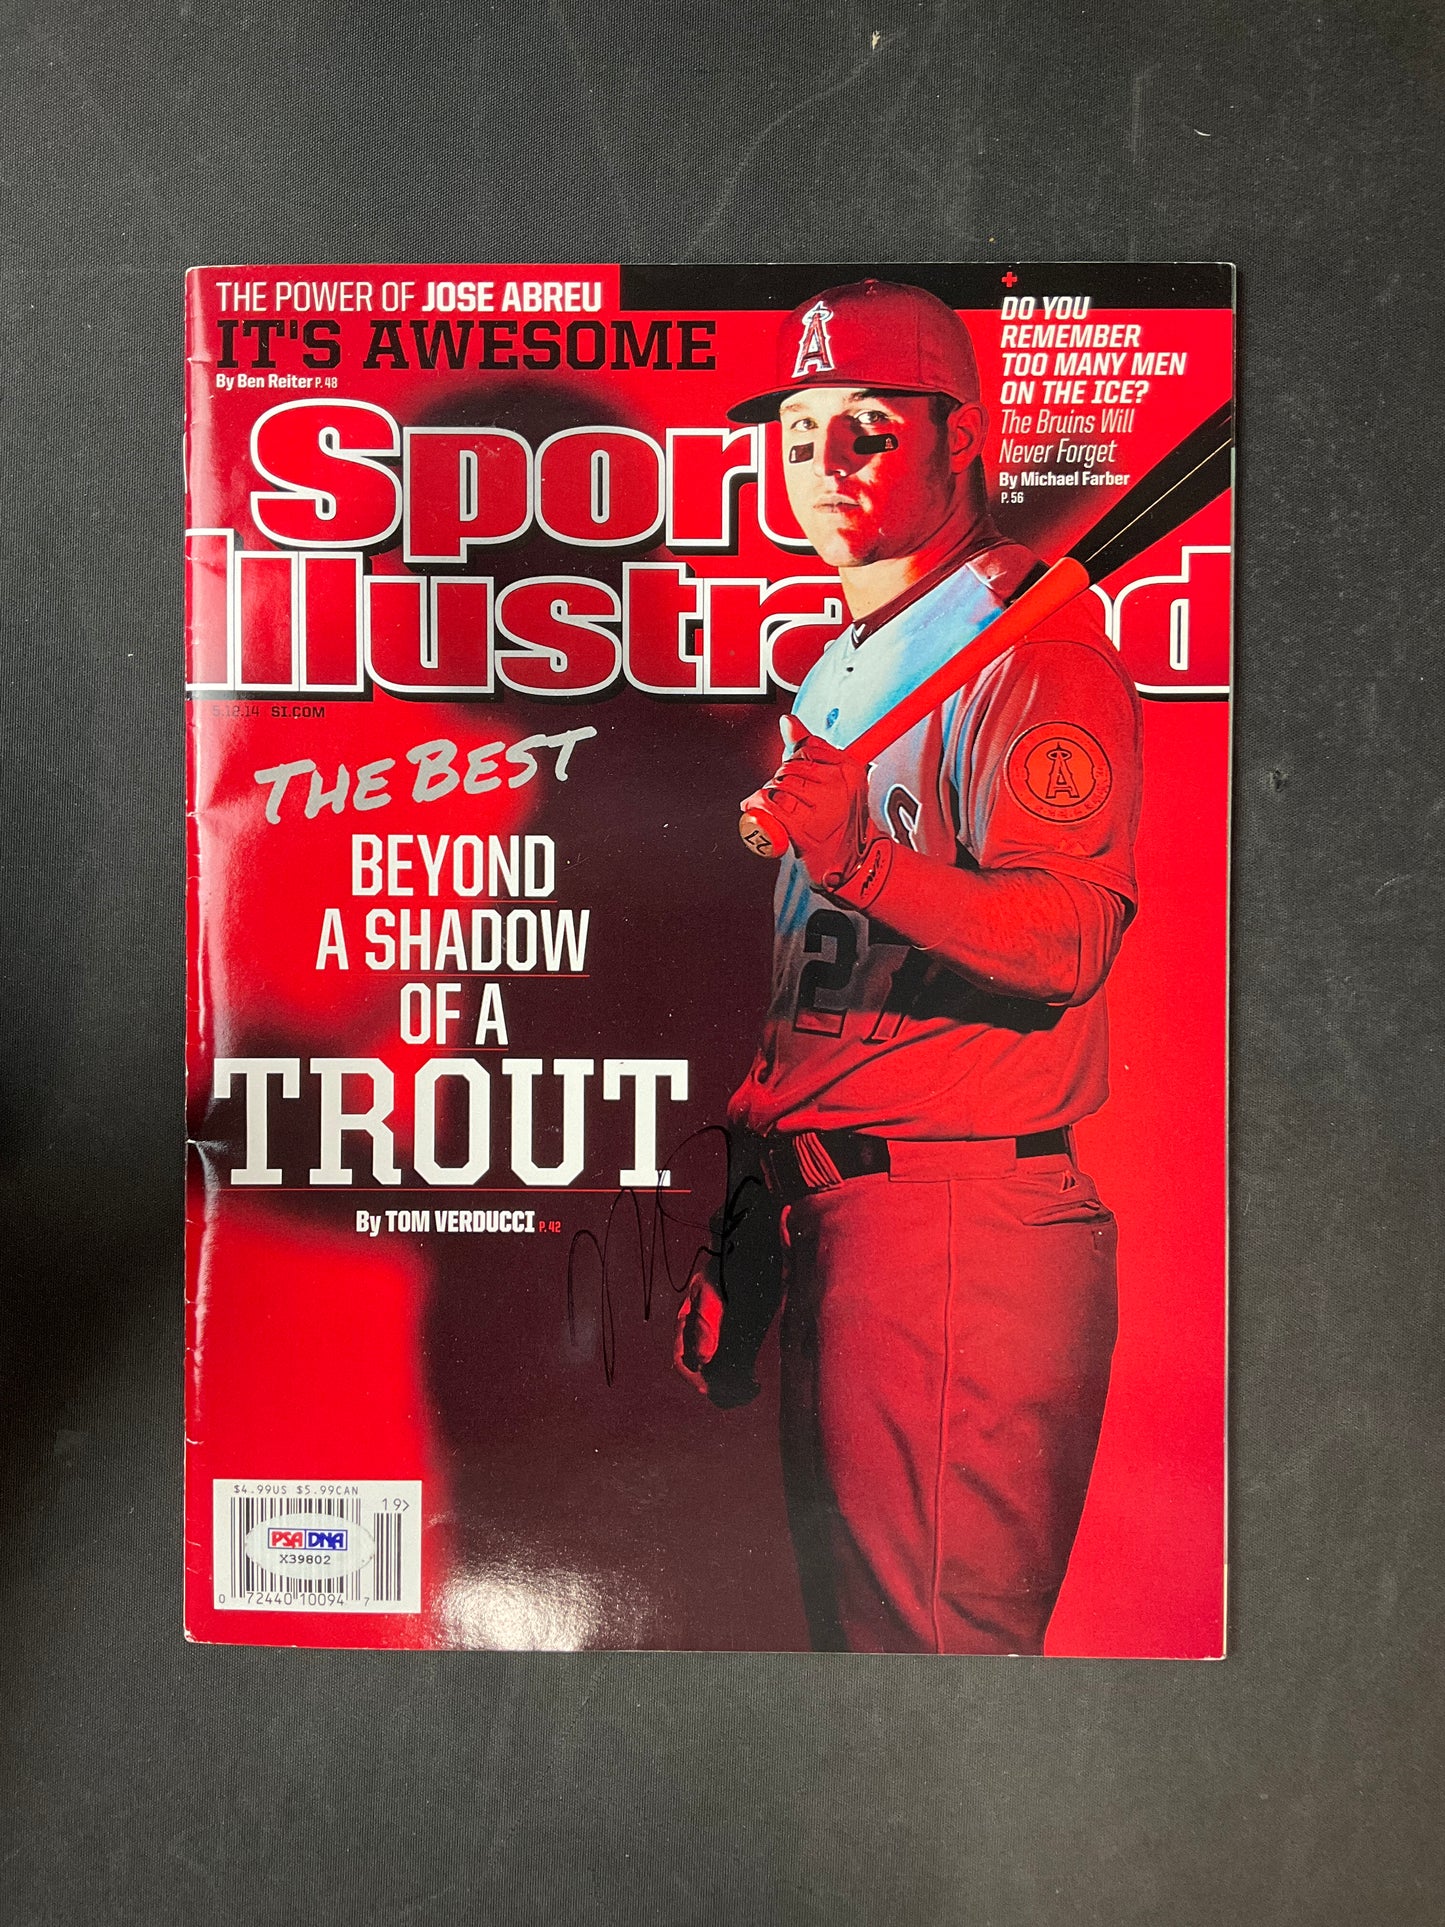 THE POWER OF JOSE ABREU
IT'S AWESOME
By Ben Reiter P. 48
+
DO YOU
REMEMBER
TOO MANY MEN
ON THE ICE?
The Bruins Will
Never Forget
By Michael Farber
P. 56
Sports
Illustrated
5.12.14 SI.COM
THE BEST
BEYOND
A SHADOW
OF A
TROUT
By TOM VERDUCCI P. 42
A
A
27
27
$4.99US $5.99CAN
19>
PSA DNA
X39802
0 72440 10094 7